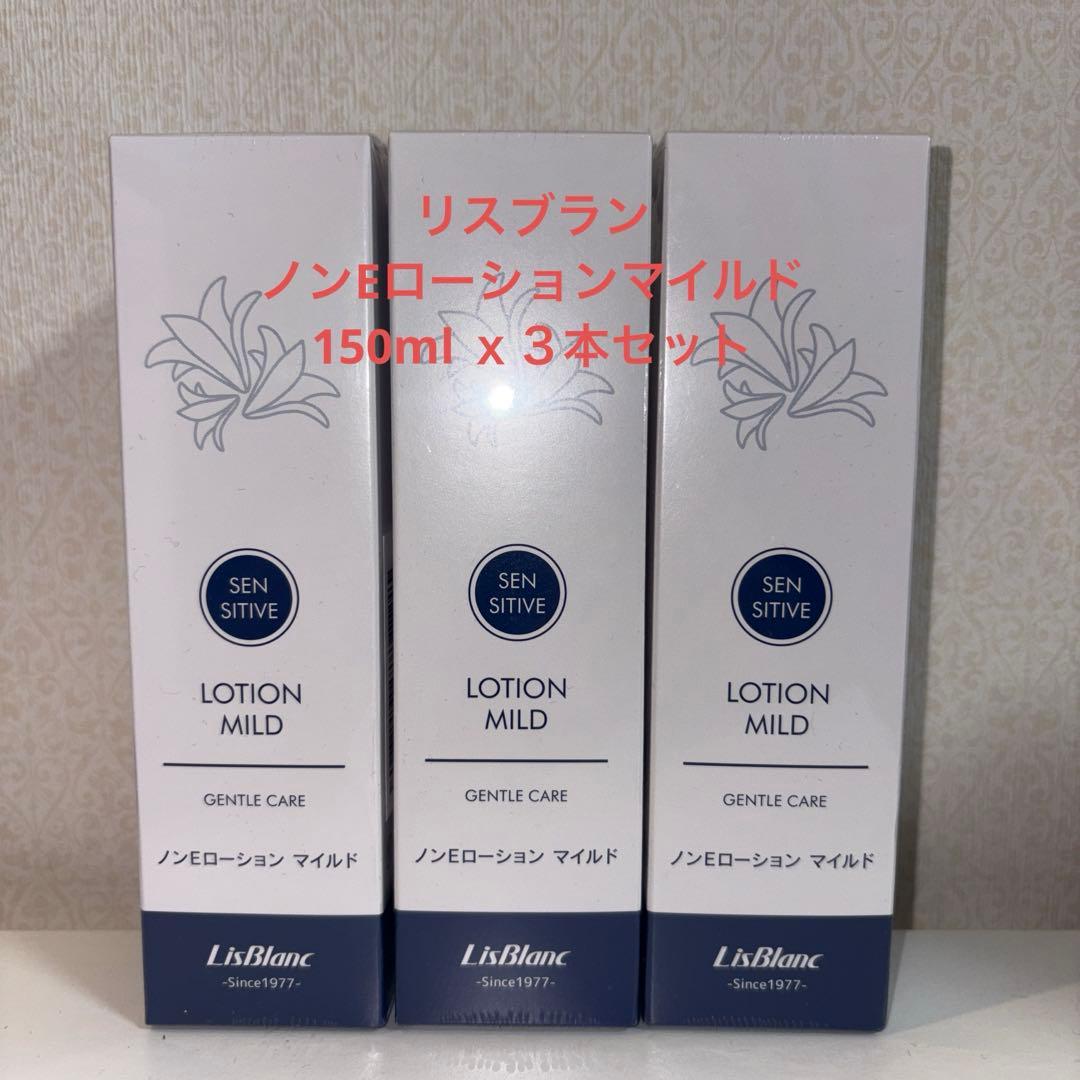 リスブラン
ノンEローションマイルド
150ml x３本セット
SEN
SITIVE
LOTION
MILD
GENTLE CARE
ノンEローション マイルド
LisBlanc
-Since1977-
SEN
SITIVE
LOTION
MILD
GENTLE CARE
ノンEローション マイルド
LisBlanc
-Since1977-
SEN
SITIVE
LOTION
MILD
GENTLE CARE
ノンEローション マイルド
LisBlanc
-Since1977-